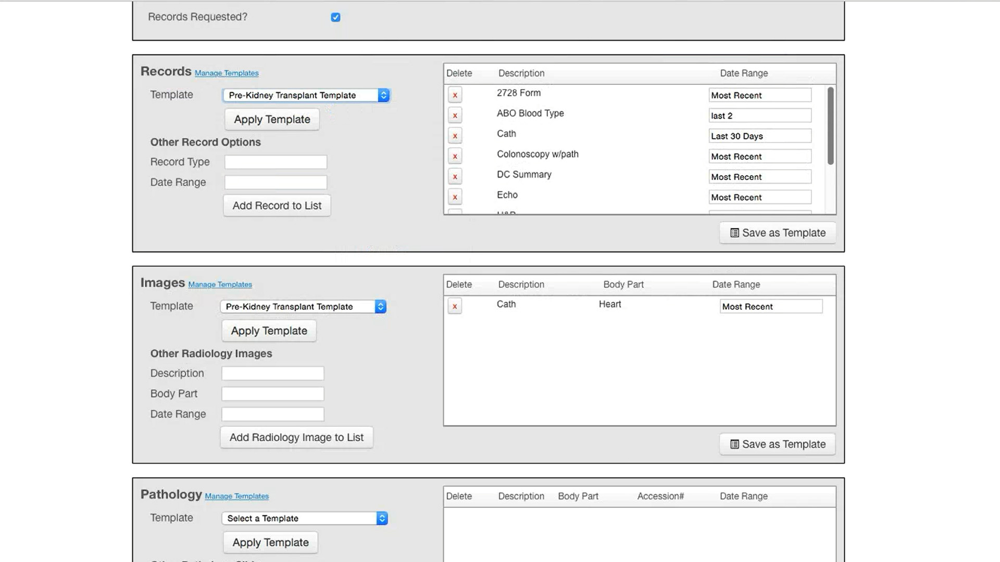 Records Requested?
Records Manage Templates
Template Pre-Kidney Transplant Template
Apply Template
Other Record Options
Record Type
Date Range
Add Record to List
Delete Description Date Range
x 2728 Form Most Recent
x ABO Blood Type last 2
x Cath Last 30 Days
x Colonoscopy w/path Most Recent
x DC Summary Most Recent
x Echo Most Recent
Save as Template
Images Manage Templates
Template Pre-Kidney Transplant Template
Apply Template
Other Radiology Images
Description
Body Part
Date Range
Add Radiology Image to List
Delete Description Body Part Date Range
x Cath Heart Most Recent
Save as Template
Pathology Manage Templates
Template Select a Template
Apply Template
Delete Description Body Part Accession# Date Range